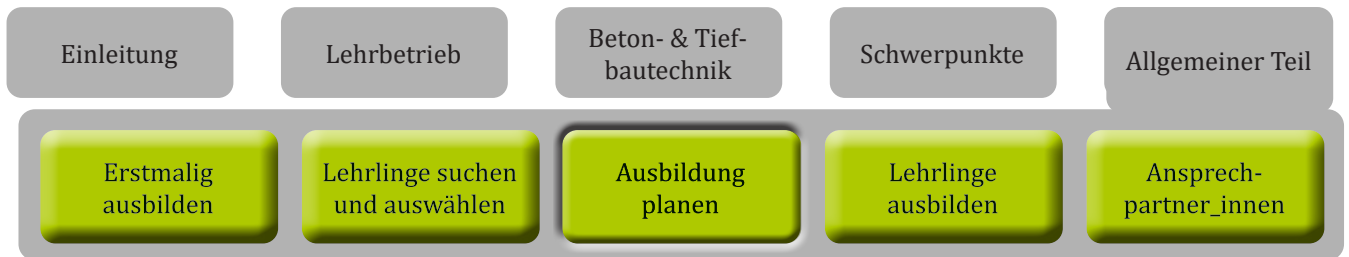 Einleitung
Lehrbetrieb
Beton- & Tief-
bautechnik
Schwerpunkte
Allgemeiner Teil
Erstmalig
ausbilden
Lehrlinge suchen
und auswählen
Ausbildung
planen
Lehrlinge
ausbilden
Ansprech-
partner_innen